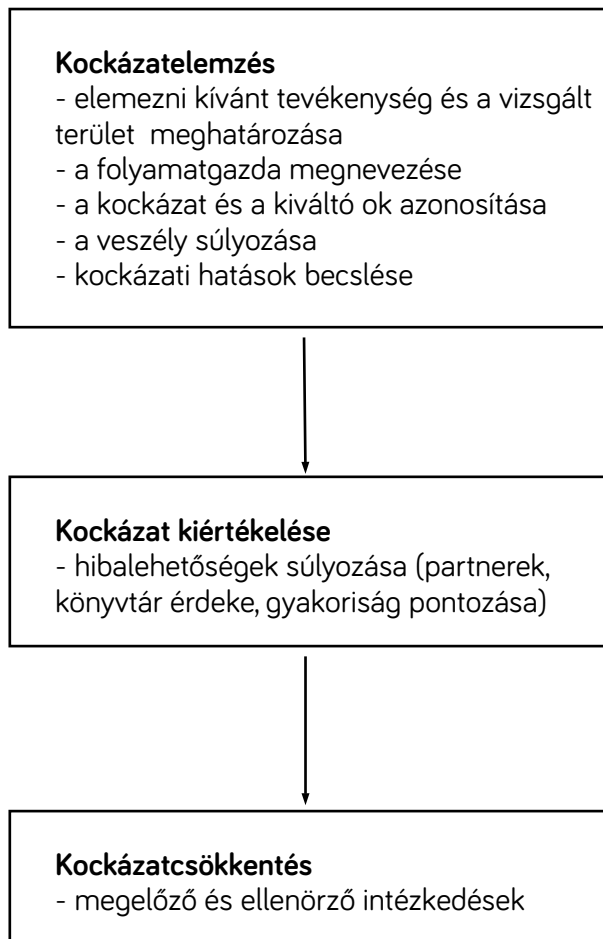 Kockázatelemzés
- elemezni kívánt tevékenység és a vizsgált
terület  meghatározása
- a folyamatgazda megnevezése
- a kockázat és a kiváltó ok azonosítása
- a veszély súlyozása
- kockázati hatások becslése
Kockázat kiértékelése
- hibalehetőségek súlyozása (partnerek,
könyvtár érdeke, gyakoriság pontozása)
Kockázatcsökkentés
- megelőző és ellenörző intézkedések